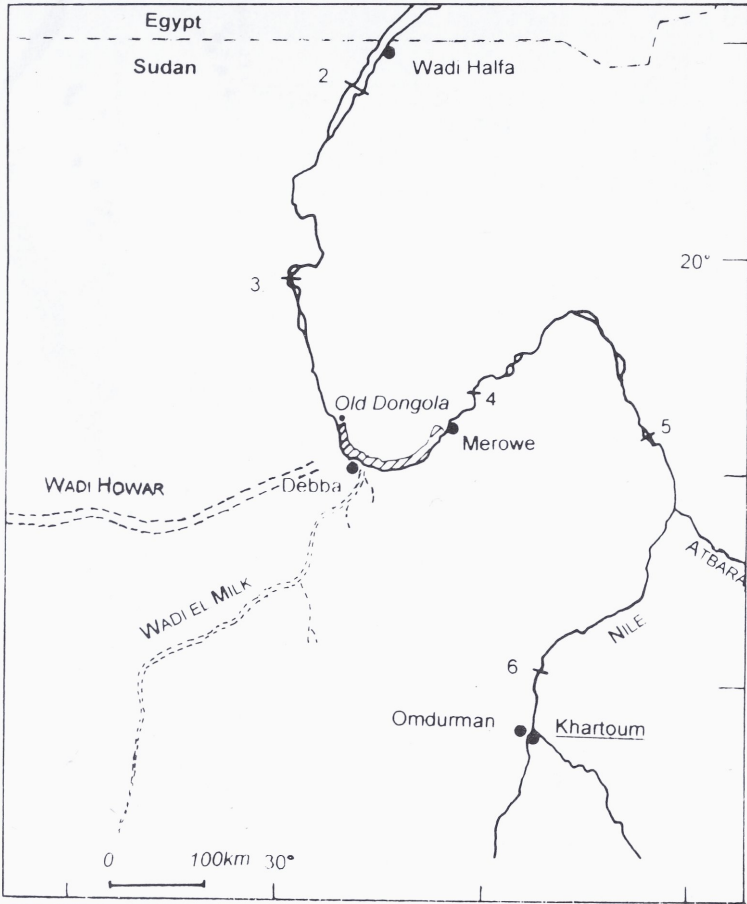 Egypt
Sudan
2
Wadi Halfa
20°
3
Old Dongola
4
Merowe
5
WADI HOWAR
Debba
ATBARA
WADI EL MILK
NILE
6
Omdurman
Khartoum
0 100km 30°